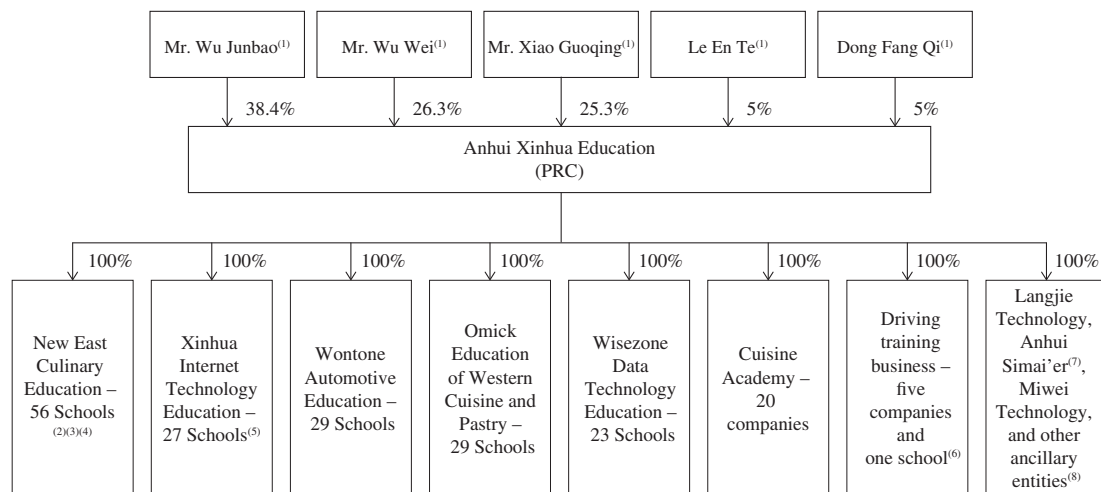 Mr. Wu Junbao(1)
Mr. Wu Wei(1)
Mr. Xiao Guoqing(1)
Le En Te(1)
Dong Fang Qi(1)
38.4%
26.3%
25.3%
5%
5%
Anhui Xinhua Education
(PRC)
100%
100%
100%
100%
100%
100%
100%
100%
New East
Culinary
Education –
56 Schools
(2)(3)(4)
Xinhua
Internet
Technology
Education –
27 Schools(5)
Wontone
Automotive
Education –
29 Schools
Omick
Education
of Western
Cuisine and
Pastry –
29 Schools
Wisezone
Data
Technology
Education –
23 Schools
Cuisine
Academy –
20
companies
Driving
training
business –
five
companies
and
one school(6)
Langjie
Technology,
Anhui
Simai’er(7),
Miwei
Technology,
and other
ancillary
entities(8)